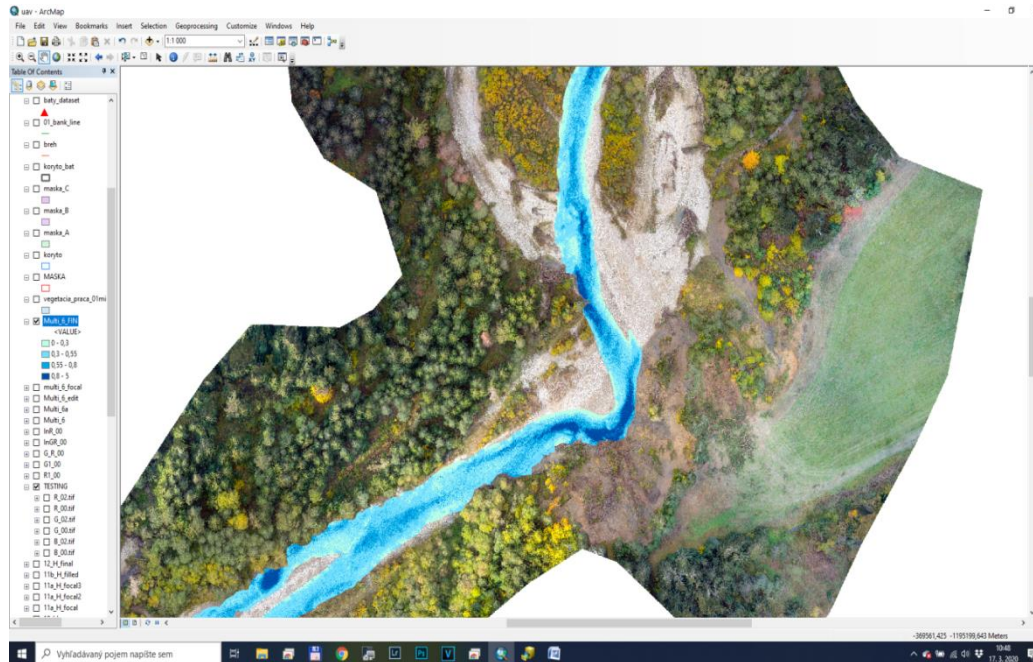 uav - ArcMap
File Edit View Bookmarks Insert Selection Geoprocessing Customize Windows Help
1:1 000
Table Of Contents
baty_dataset
01_bank_line
breh
koryto_bat
maska_C
maska_B
maska_A
koryto
MASKA
vegetacia_praca_01mi
Multi_6_FIN
<VALUE>
0 - 0,3
0,3 - 0,55
0,55 - 0,8
0,8 - 5
multi_6_focal
Multi_6_edit
Multi_6a
Multi_6
InR_00
InGR_00
G_R_00
G1_00
R1_00
TESTING
R_02.tif
R_00.tif
G_02.tif
G_00.tif
B_02.tif
B_00.tif
12_H_final
11b_H_filled
11a_H_focal3
11a_H_focal2
11a_H_focal
-369561,425 -1195199,643 Meters
Vyhľadávaný pojem napíšte sem
10:48
17. 3. 2020